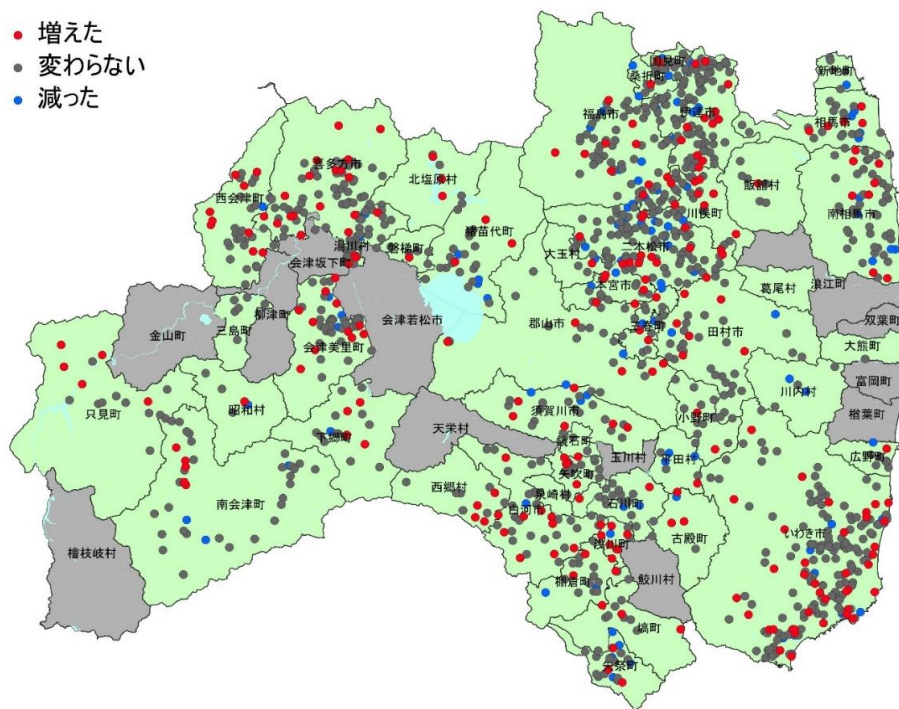 増えた
変わらない
減った
国見町
桑折町
新地町
福島市
伊達市
相馬市
喜多方市
北塩原村
飯舘村
西会津町
川俣町
南相馬市
猪苗代町
湯川村
磐梯町
大玉村
二本松市
会津坂下町
本宮市
葛尾村
浪江町
柳津町
会津若松市
三春町
双葉町
金山町
三島町
郡山市
田村市
会津美里町
大熊町
富岡町
川内村
只見町
昭和村
須賀川市
小野町
楢葉町
下郷町
天栄村
鏡石町
玉川村
平田村
広野町
矢吹町
西郷村
泉崎村
南会津町
白河市
石川町
いわき市
檜枝岐村
浅川町
古殿町
棚倉町
鮫川村
塙町
矢祭町